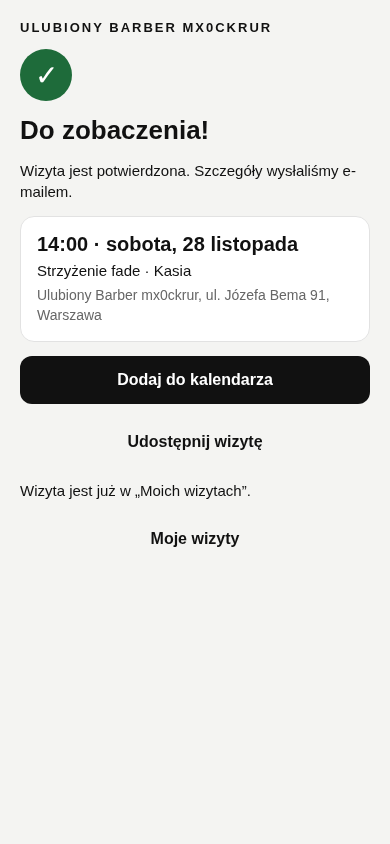 ULUBIONY BARBER MX0CKRUR
✓
Do zobaczenia!
Wizyta jest potwierdzona. Szczegóły wysłaliśmy e-
mailem.
14:00 · sobota, 28 listopada
Strzyżenie fade · Kasia
Ulubiony Barber mx0ckrur, ul. Józefa Bema 91,
Warszawa
Dodaj do kalendarza
Udostępnij wizytę
Wizyta jest już w „Moich wizytach”.
Moje wizyty